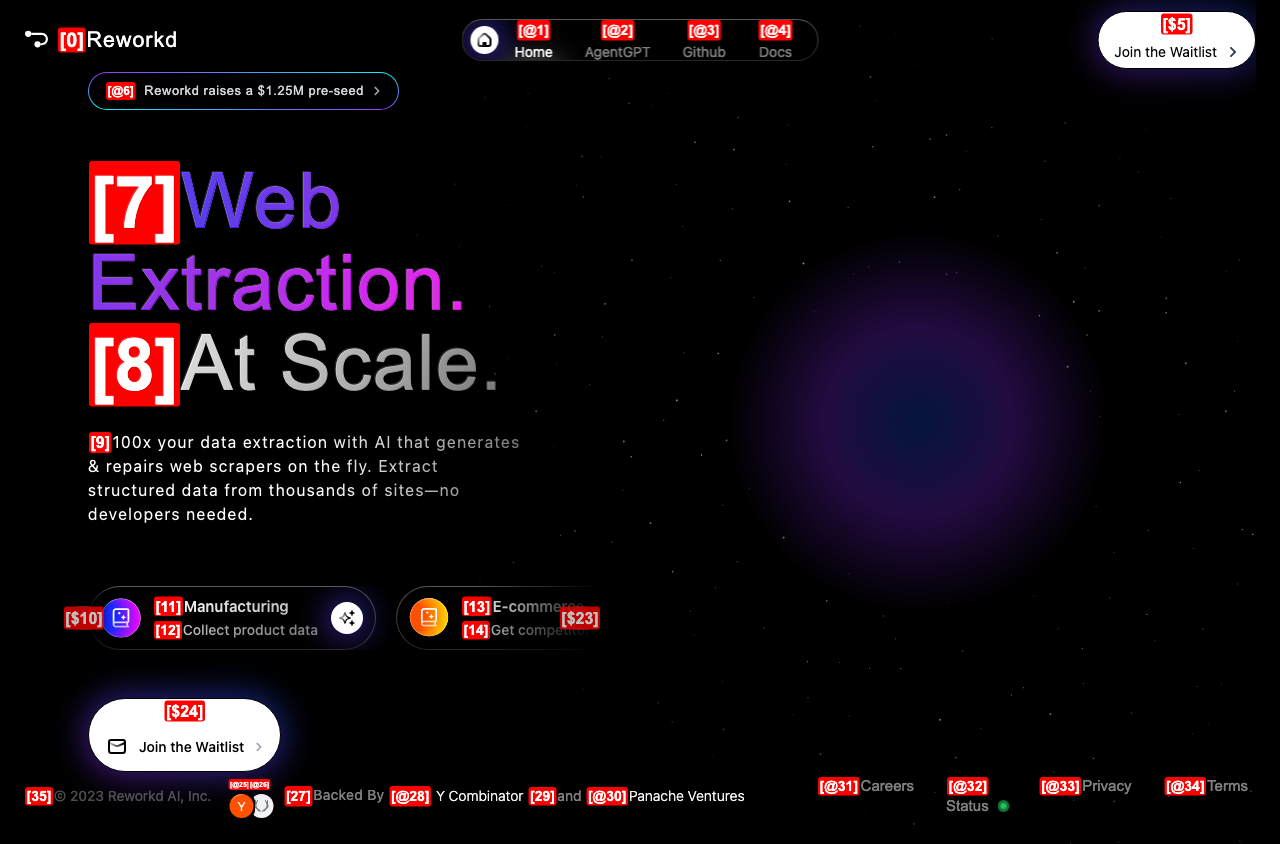 [0] Reworkd
[@1] [@2] [@3] [@4]
Home AgentGPT Github Docs
[$5]
Join the Waitlist
[@6] Reworkd raises a $1.25M pre-seed
[7]Web
Extraction.
[8]At Scale.
[9]100x your data extraction with AI that generates
& repairs web scrapers on the fly. Extract
structured data from thousands of sites—no
developers needed.
[$10] [11]Manufacturing
[12]Collect product data
[13]E-commerce
[14]Get competitor
[$23]
[$24]
Join the Waitlist
[35]© 2023 Reworkd AI, Inc. [@25] [@26] Y [27]Backed By [@28] Y Combinator [29]and [@30]Panache Ventures
[@31]Careers [@32] [@33]Privacy [@34]Terms
Status